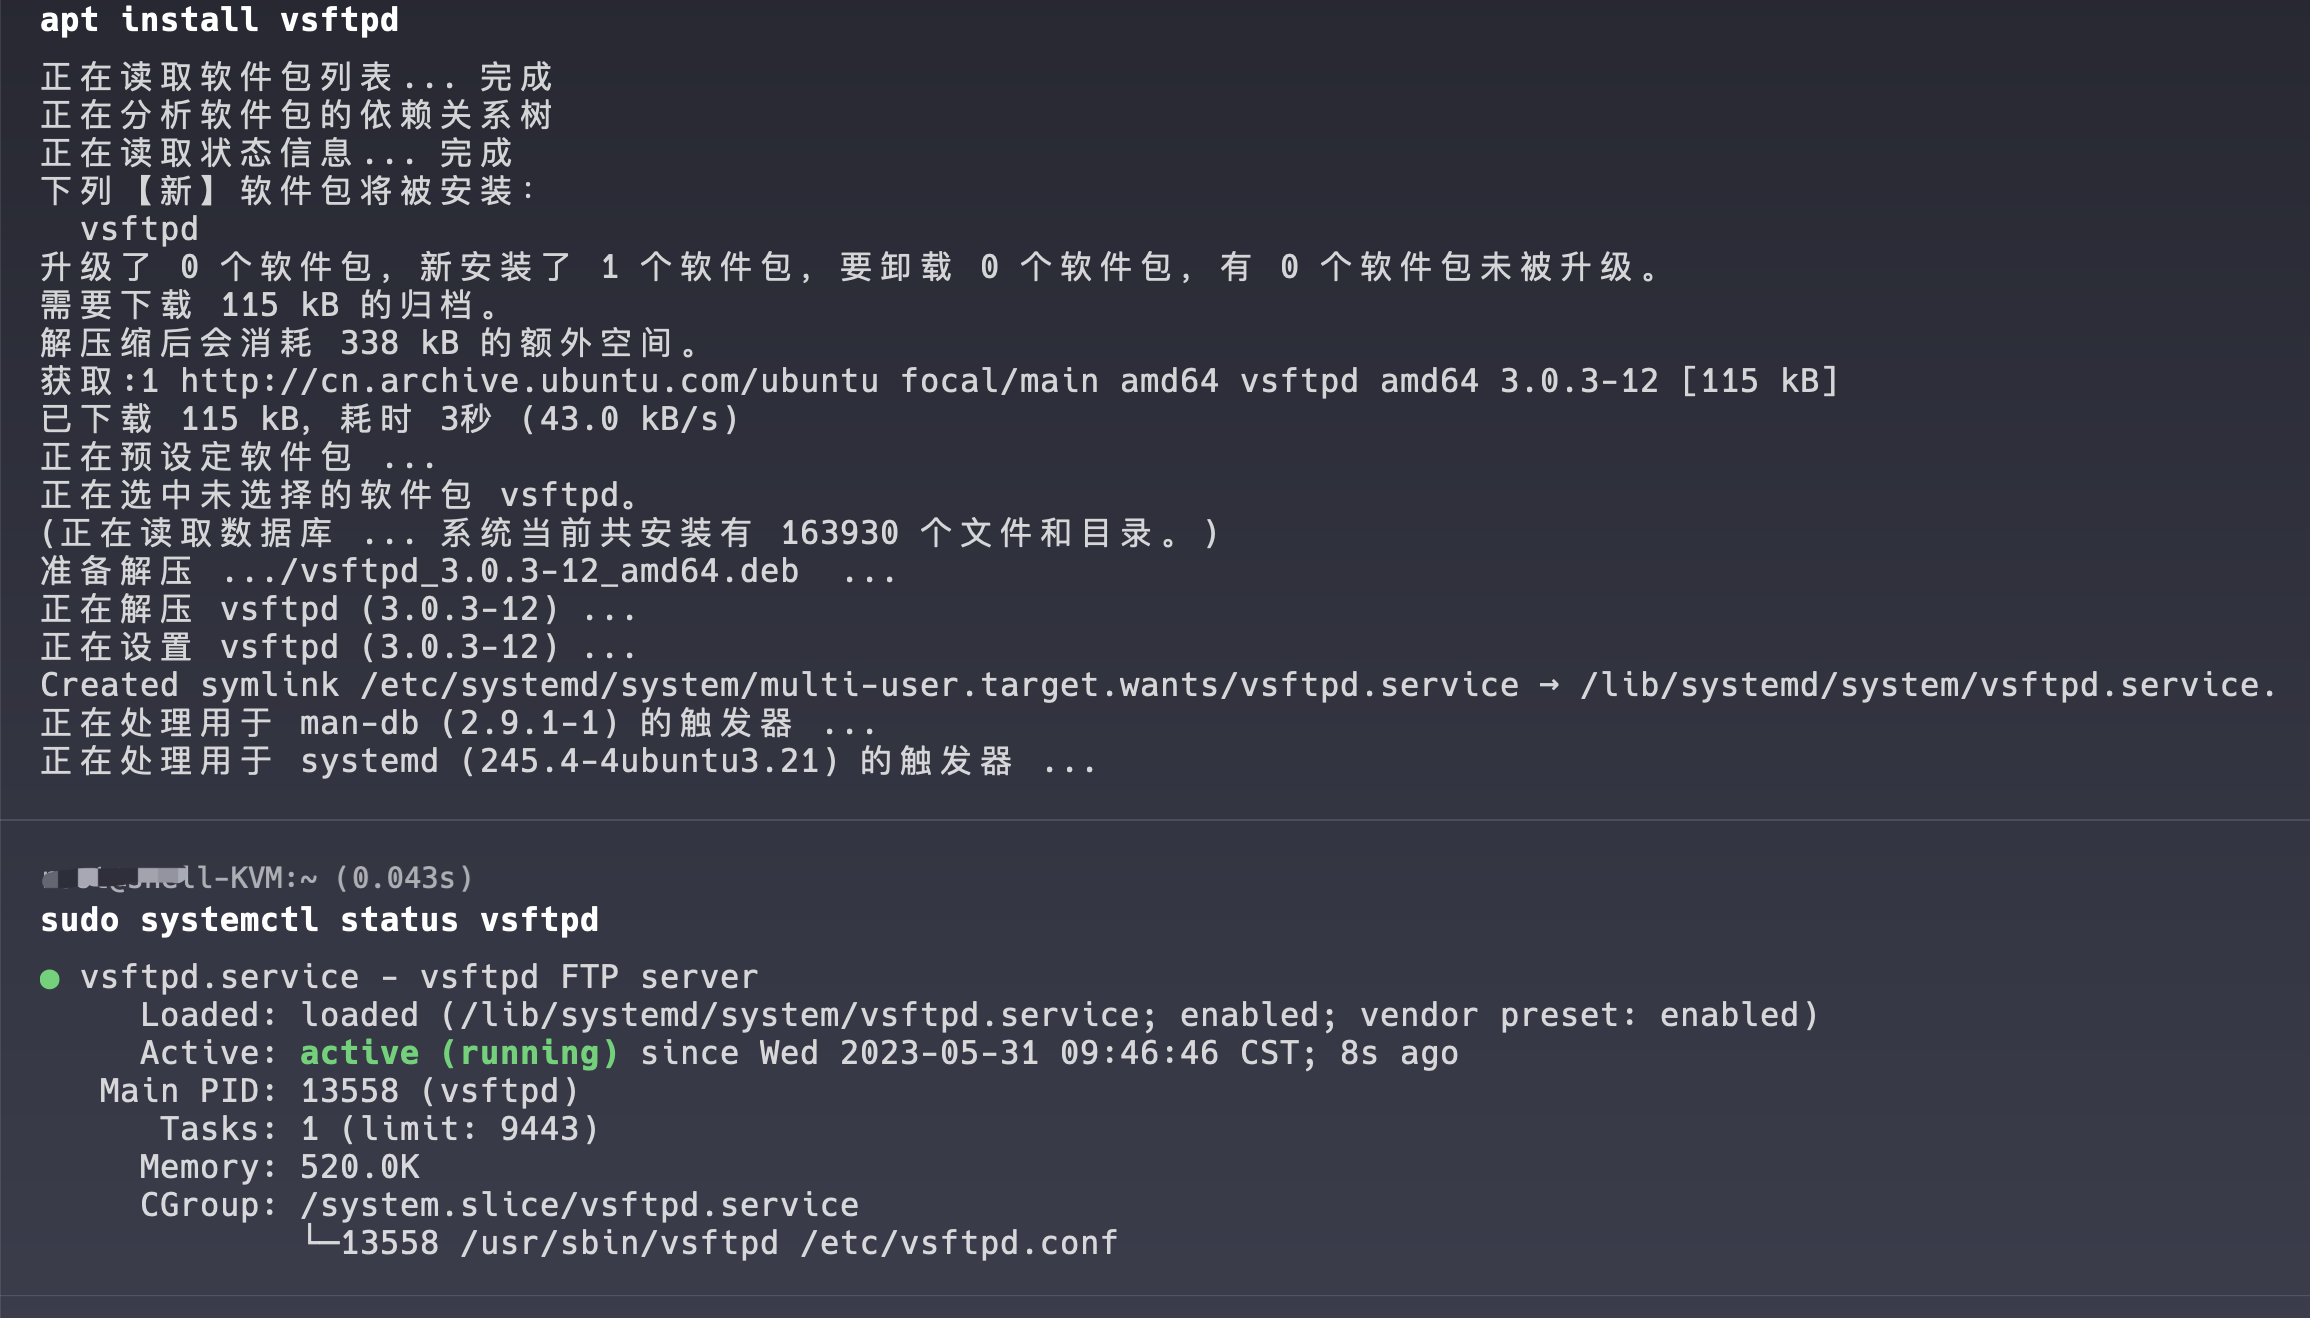 apt install vsftpd
正在读取软件包列表... 完成
正在分析软件包的依赖关系树
正在读取状态信息... 完成
下列【新】软件包将被安装：
  vsftpd
升级了 0 个软件包，新安装了 1 个软件包，要卸载 0 个软件包，有 0 个软件包未被升级。
需要下载 115 kB 的归档。
解压缩后会消耗 338 kB 的额外空间。
获取:1 http://cn.archive.ubuntu.com/ubuntu focal/main amd64 vsftpd amd64 3.0.3-12 [115 kB]
已下载 115 kB，耗时 3秒 (43.0 kB/s)
正在预设定软件包 ...
正在选中未选择的软件包 vsftpd。
(正在读取数据库 ... 系统当前共安装有 163930 个文件和目录。)
准备解压 .../vsftpd_3.0.3-12_amd64.deb  ...
正在解压 vsftpd (3.0.3-12) ...
正在设置 vsftpd (3.0.3-12) ...
Created symlink /etc/systemd/system/multi-user.target.wants/vsftpd.service → /lib/systemd/system/vsftpd.service.
正在处理用于 man-db (2.9.1-1) 的触发器 ...
正在处理用于 systemd (245.4-4ubuntu3.21) 的触发器 ...
(0.043s)
sudo systemctl status vsftpd
● vsftpd.service - vsftpd FTP server
     Loaded: loaded (/lib/systemd/system/vsftpd.service; enabled; vendor preset: enabled)
     Active: active (running) since Wed 2023-05-31 09:46:46 CST; 8s ago
   Main PID: 13558 (vsftpd)
      Tasks: 1 (limit: 9443)
     Memory: 520.0K
     CGroup: /system.slice/vsftpd.service
             └─13558 /usr/sbin/vsftpd /etc/vsftpd.conf